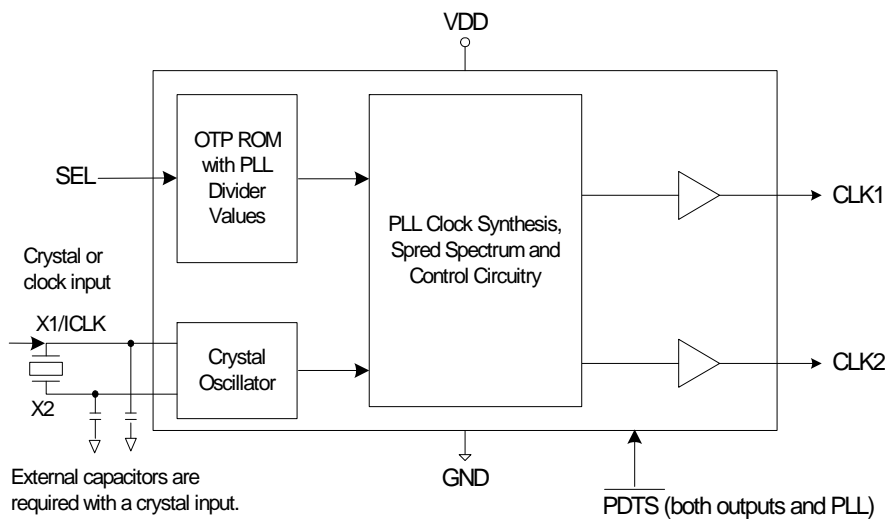 VDD
OTP ROM
with PLL
Divider
Values
SEL
PLL Clock Synthesis,
Spred Spectrum and
Control Circuitry
CLK1
Crystal or
clock input
X1/ICLK
Crystal
Oscillator
CLK2
X2
External capacitors are
required with a crystal input.
GND
PDTS (both outputs and PLL)